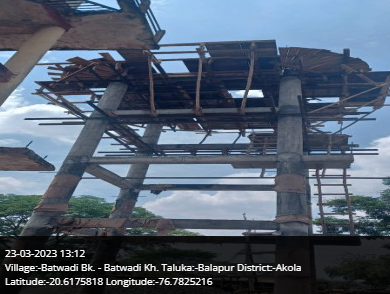 23-03-2023 13:12
Village:-Batwadi Bk. - Batwadi Kh. Taluka:-Balapur District:-Akola
Latitude:-20.6175818 Longitude:-76.7825216